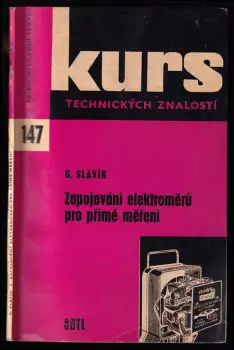 kurs
TECHNICKÝCH ZNALOSTÍ
147
G. SLAVÍK
Zapojování elektroměrů
pro přímé měření
SNTL